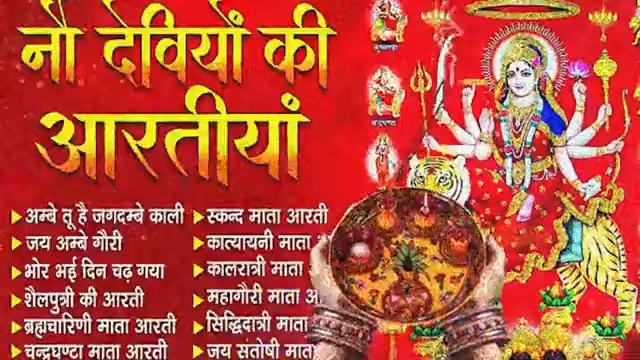 नौ देवियों की
आरतीयां
अम्बे तू है जगदम्बे काली
जय अम्बे गौरी
भोर भई दिन चढ़ गया
शैलपुत्री की आरती
ब्रह्मचारिणी माता आरती
चन्द्रघण्टा माता आरती
स्कन्द माता आरती
कात्यायनी माता
कालरात्री माता
महागौरी माता
सिद्धिदात्री माता
जय संतोषी माता